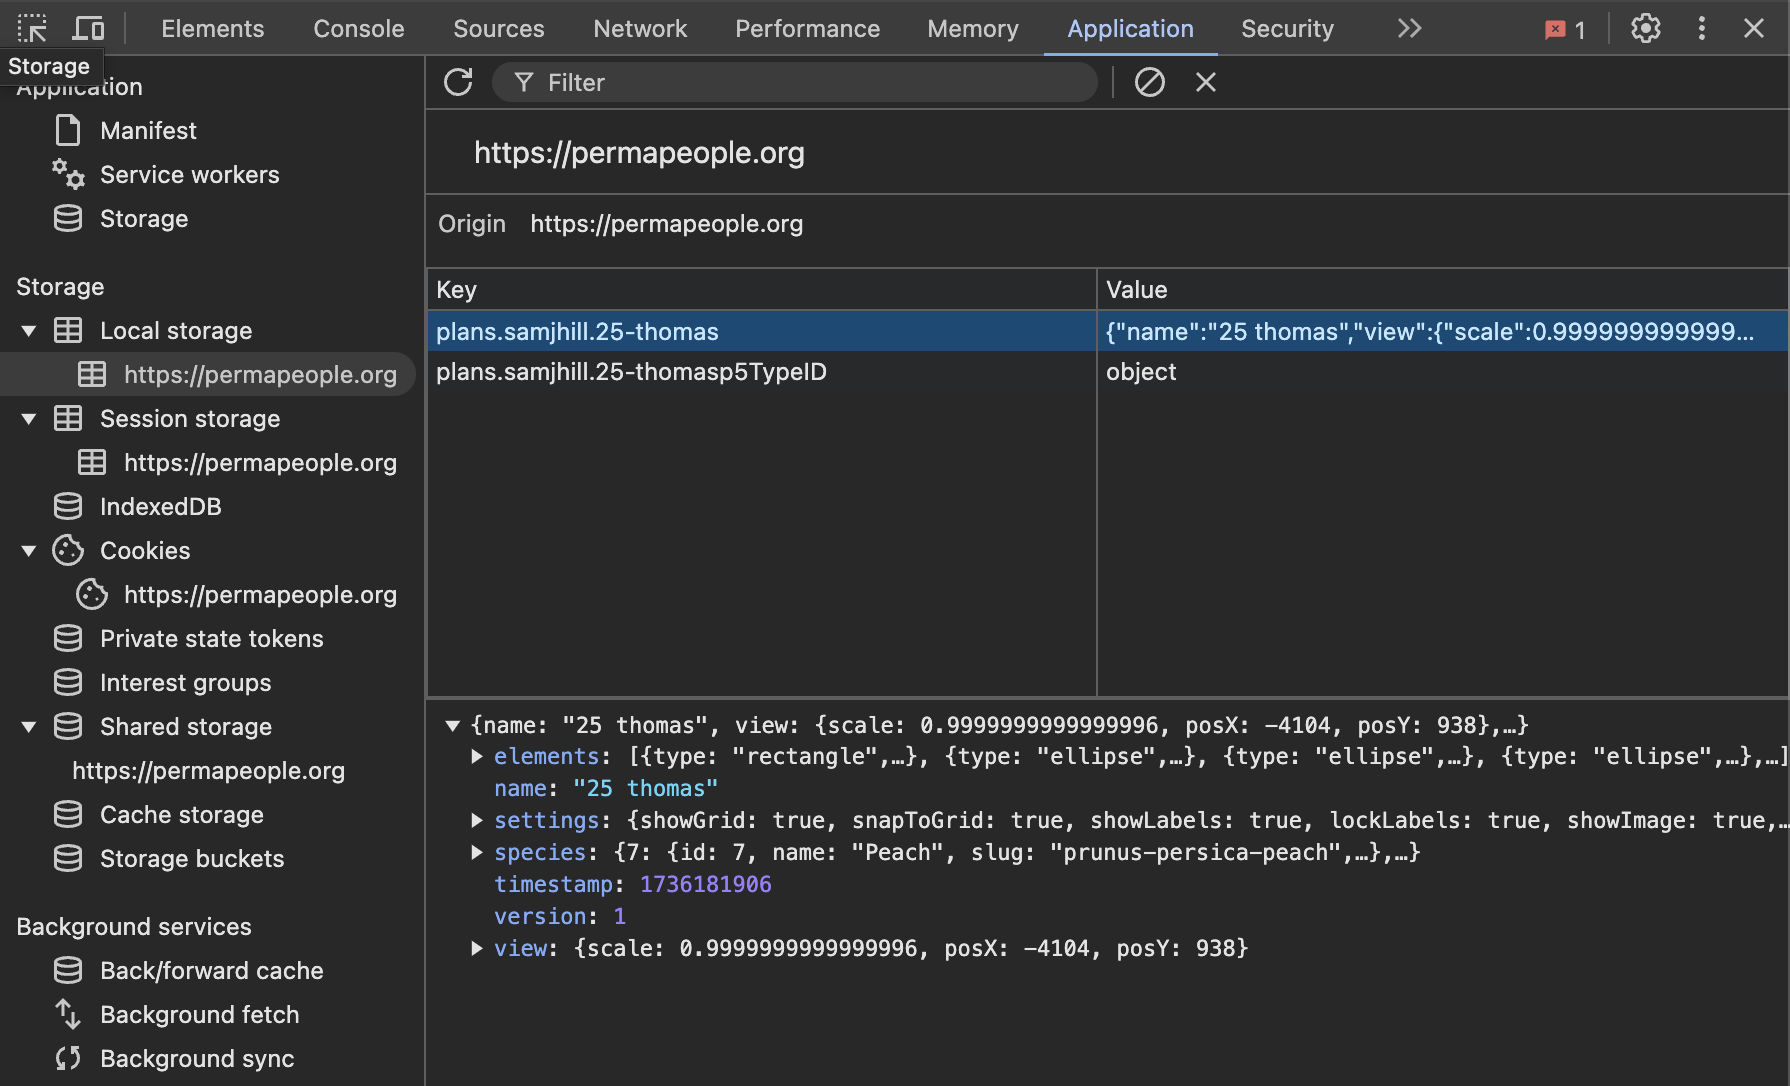 Elements Console Sources Network Performance Memory Application Security 1
Storage
Application
Manifest
Service workers
Storage
Storage
Local storage
https://permapeople.org
Session storage
https://permapeople.org
IndexedDB
Cookies
https://permapeople.org
Private state tokens
Interest groups
Shared storage
https://permapeople.org
Cache storage
Storage buckets
Background services
Back/forward cache
Background fetch
Background sync
Filter
https://permapeople.org
Origin https://permapeople.org
Key Value
plans.samjhill.25-thomas {"name":"25 thomas","view":{"scale":0.999999999999...
plans.samjhill.25-thomasp5TypeID object
{name: "25 thomas", view: {scale: 0.9999999999999996, posX: -4104, posY: 938},…}
elements: [{type: "rectangle",…}, {type: "ellipse",…}, {type: "ellipse",…}, {type: "ellipse",…},…]
name: "25 thomas"
settings: {showGrid: true, snapToGrid: true, showLabels: true, lockLabels: true, showImage: true,…
species: {7: {id: 7, name: "Peach", slug: "prunus-persica-peach",…},…}
timestamp: 1736181906
version: 1
view: {scale: 0.9999999999999996, posX: -4104, posY: 938}